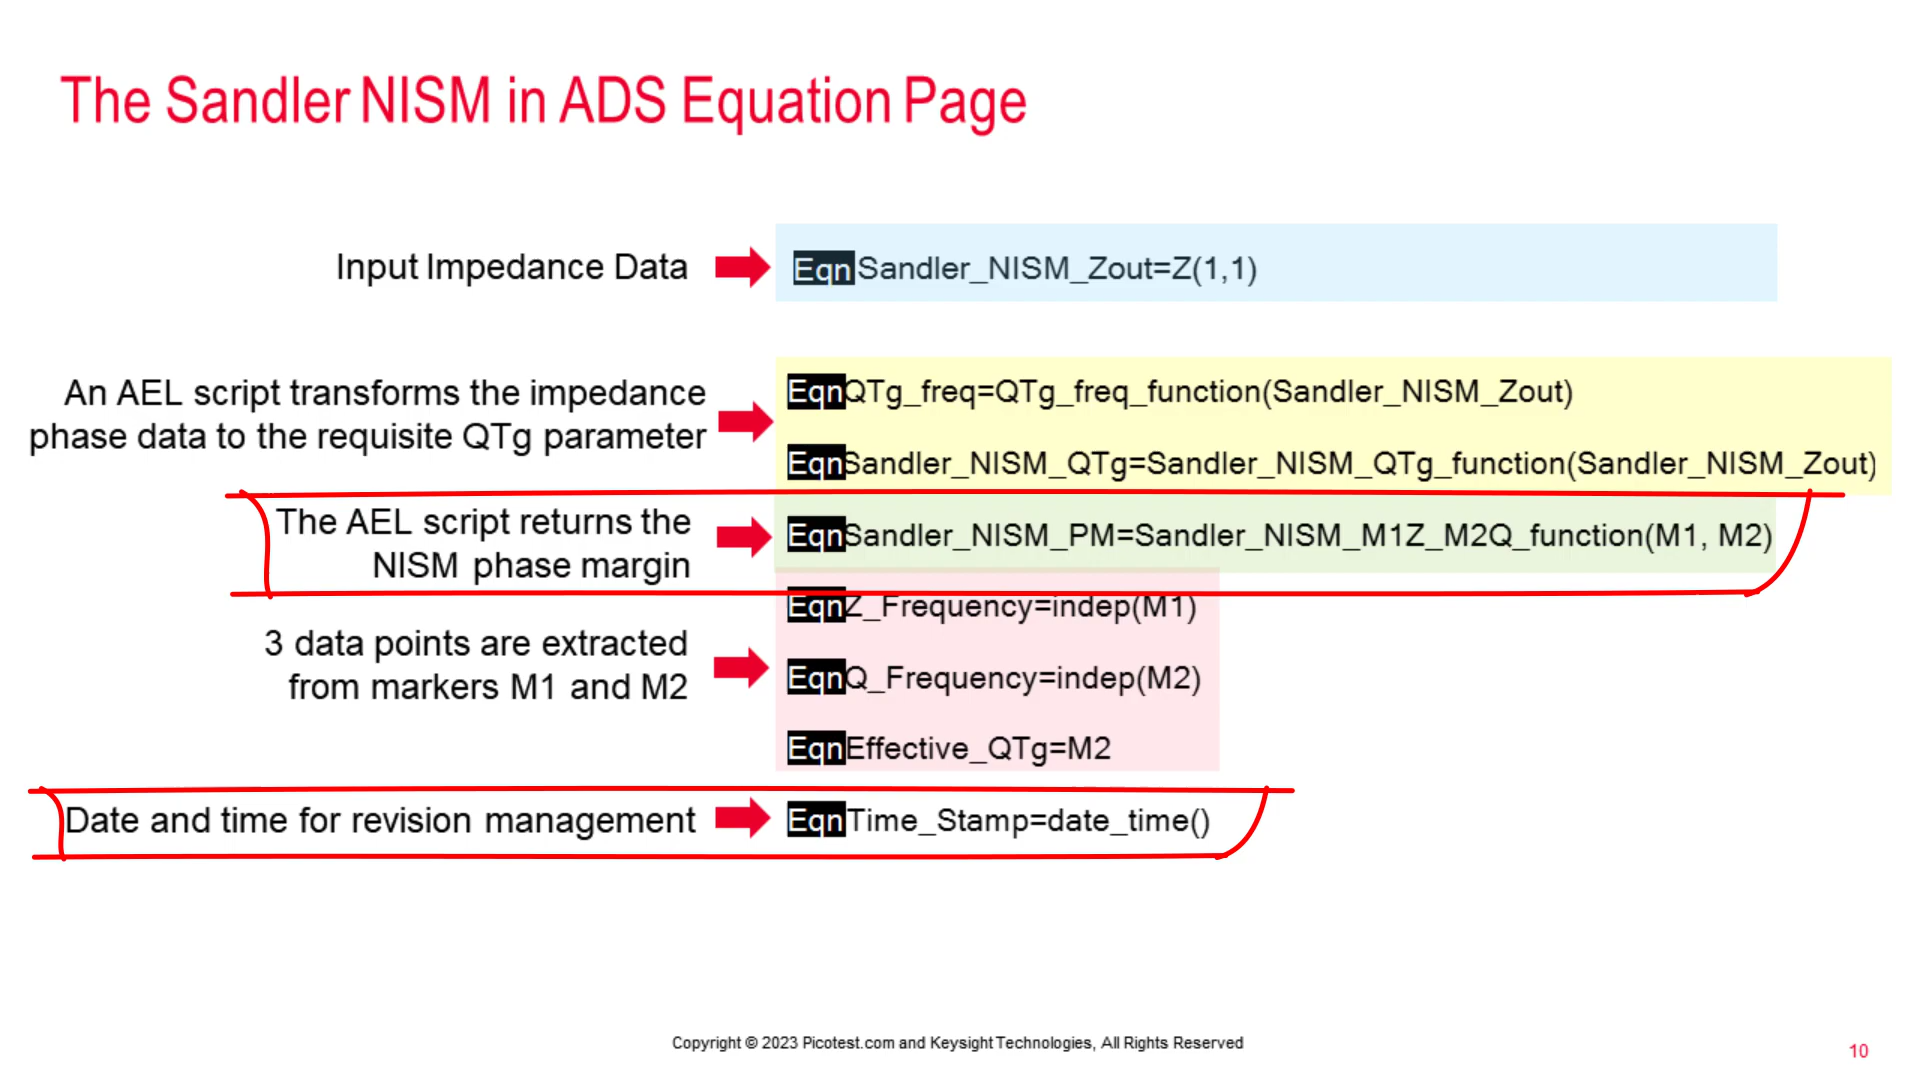 The Sandler NISM in ADS Equation Page
Input Impedance Data
Eqn Sandler_NISM_Zout=Z(1,1)
An AEL script transforms the impedance
phase data to the requisite QTg parameter
Eqn QTg_freq=QTg_freq_function(Sandler_NISM_Zout)
Eqn Sandler_NISM_QTg=Sandler_NISM_QTg_function(Sandler_NISM_Zout)
The AEL script returns the
NISM phase margin
Eqn Sandler_NISM_PM=Sandler_NISM_M1Z_M2Q_function(M1, M2)
3 data points are extracted
from markers M1 and M2
Eqn Z_Frequency=indep(M1)
Eqn Q_Frequency=indep(M2)
Eqn Effective_QTg=M2
Date and time for revision management
Eqn Time_Stamp=date_time()
Copyright © 2023 Picotest.com and Keysight Technologies, All Rights Reserved
10